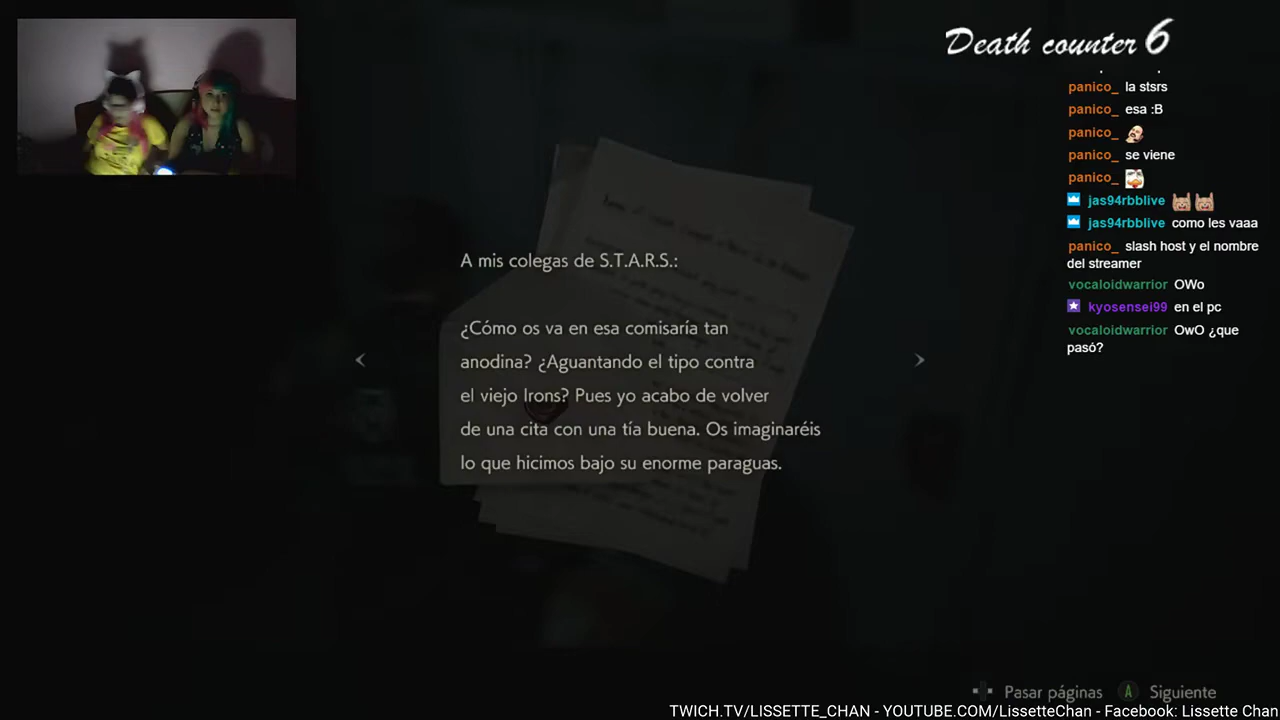 Death counter 6
panico_ la stsrs
panico_ esa :B
panico_
panico_ se viene
panico_
jas94rbblive
jas94rbblive como les vaaa
panico_ slash host y el nombre
del streamer
vocaloidwarrior OWo
kyosensei99 en el pc
vocaloidwarrior OwO ¿que
pasó?
A mis colegas de S.T.A.R.S.:
¿Cómo os va en esa comisaría tan
anodina? ¿Aguantando el tipo contra
el viejo Irons? Pues yo acabo de volver
de una cita con una tía buena. Os imaginaréis
lo que hicimos bajo su enorme paraguas.
Pasar páginas A Siguiente
TWICH.TV/LISSETTE_CHAN - YOUTUBE.COM/LissetteChan - Facebook: Lissette Chan